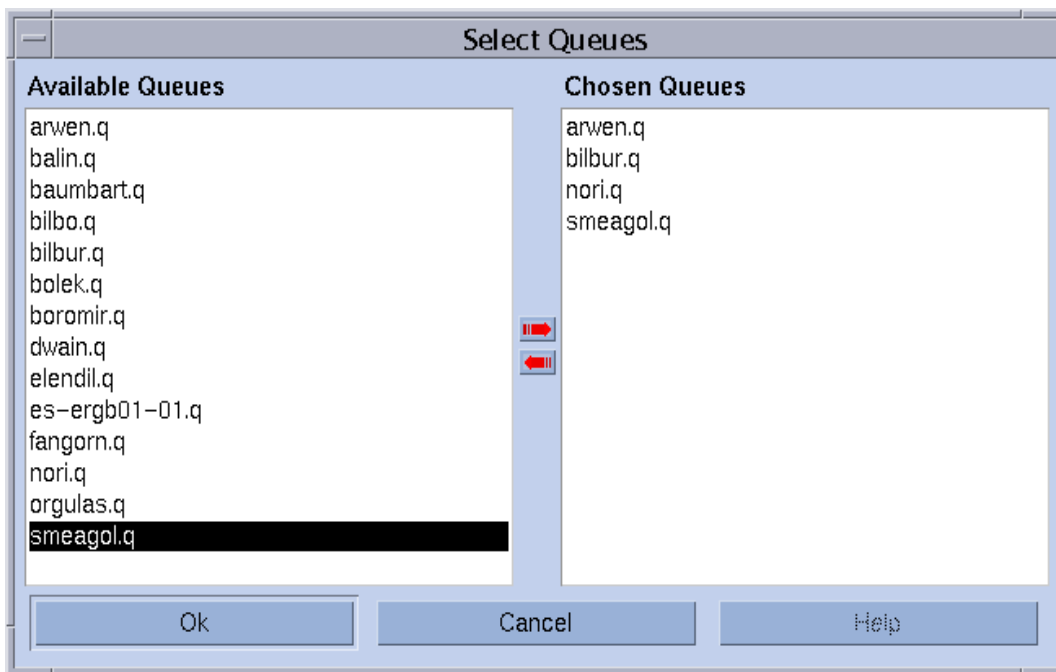 Select Queues
Available Queues
arwen.q
balin.q
baumbart.q
bilbo.q
bilbur.q
bolek.q
boromir.q
dwain.q
elendil.q
es-ergb01-01.q
fangorn.q
nori.q
orgulas.q
smeagol.q
Chosen Queues
arwen.q
bilbur.q
nori.q
smeagol.q
Ok
Cancel
Help